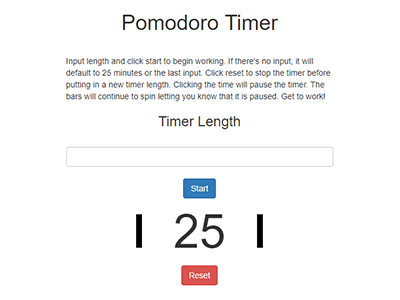 Pomodoro Timer
Input length and click start to begin working. If there's no input, it will
default to 25 minutes or the last input. Click reset to stop the timer before
putting in a new timer length. Clicking the time will pause the timer. The
bars will continue to spin letting you know that it is paused. Get to work!
Timer Length
Start
25
Reset